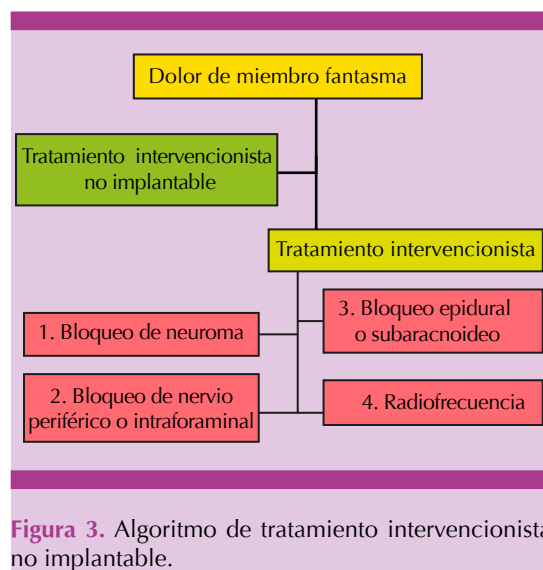 Dolor de miembro fantasma
Tratamiento intervencionista
no implantable
Tratamiento intervencionista
1. Bloqueo de neuroma
3. Bloqueo epidural
o subaracnoideo
2. Bloqueo de nervio
periférico o intraforaminal
4. Radiofrecuencia
Figura 3. Algoritmo de tratamiento intervencionista
no implantable.